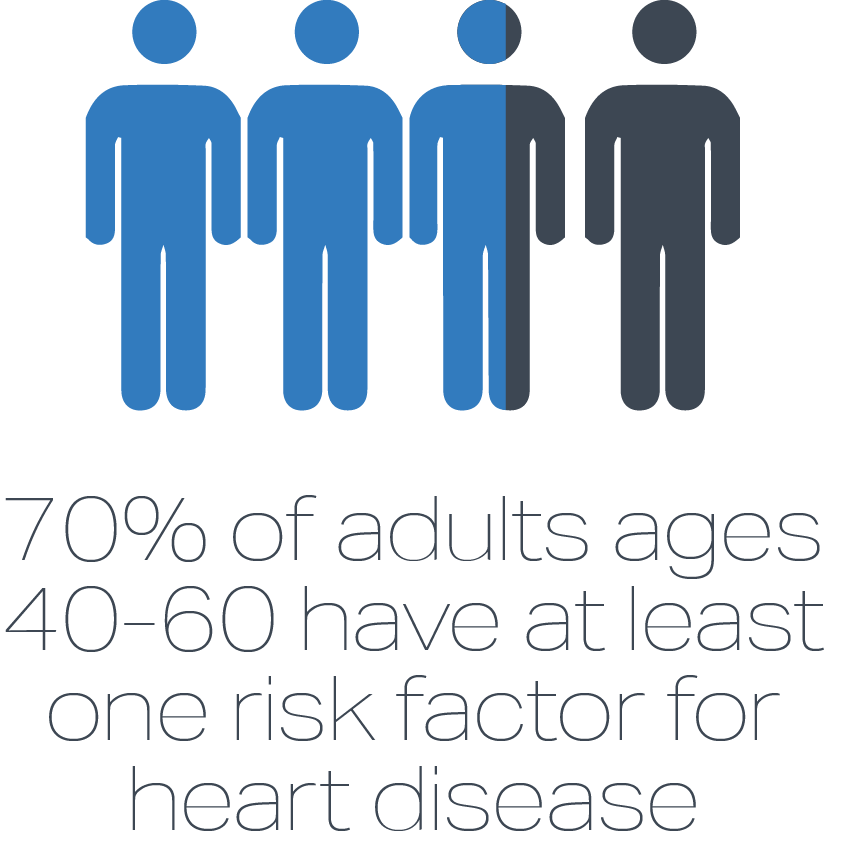 70% of adults ages
40-60 have at least
one risk factor for
heart disease